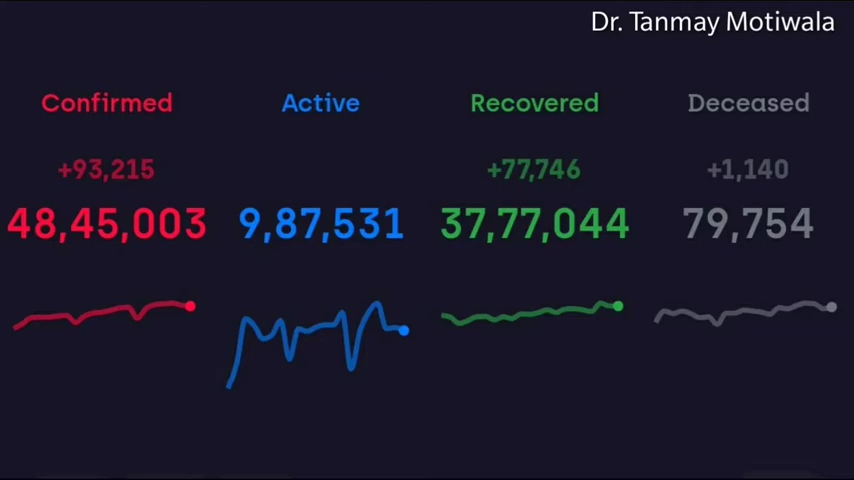 Dr. Tanmay Motiwala
Confirmed Active Recovered Deceased
+93,215 +77,746 +1,140
48,45,003 9,87,531 37,77,044 79,754